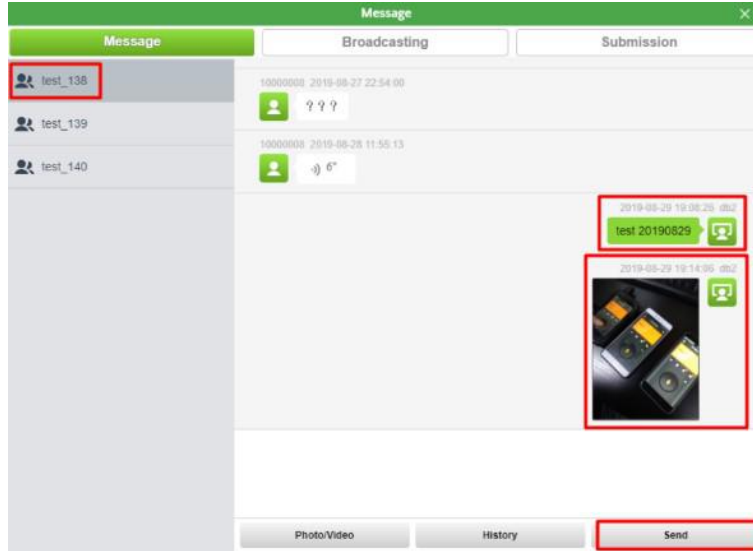 Message
Message
Broadcasting
Submission
test_138
test_139
test_140
10000008 2019-08-27 22:54:00
? ? ?
10000008 2019-08-28 11:55:13
6"
2019-08-29 19:08:25 db2
test 20190829
2019-08-29 19:14:06 db2
Photo/Video
History
Send